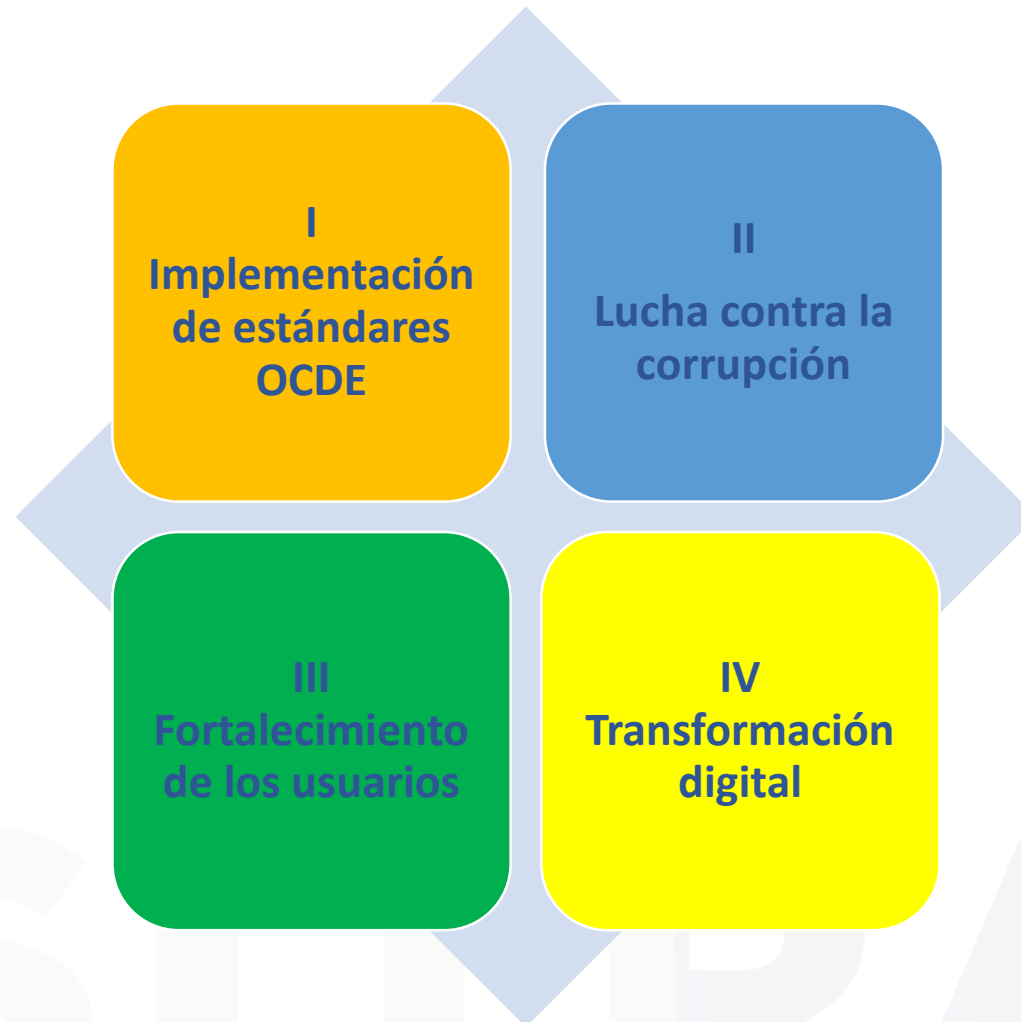 I
Implementación
de estándares
OCDE
II
Lucha contra la
corrupción
III
Fortalecimiento
de los usuarios
IV
Transformación
digital